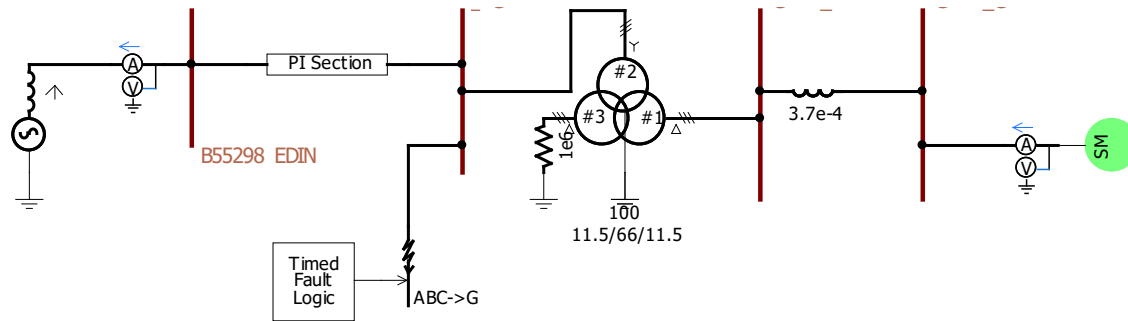 A
V
PI Section
#2
#3
#1
Y
Δ
Δ
1e6
3.7e-4
A
V
SM
B55298 EDIN
100
11.5/66/11.5
Timed
Fault
Logic
ABC->G